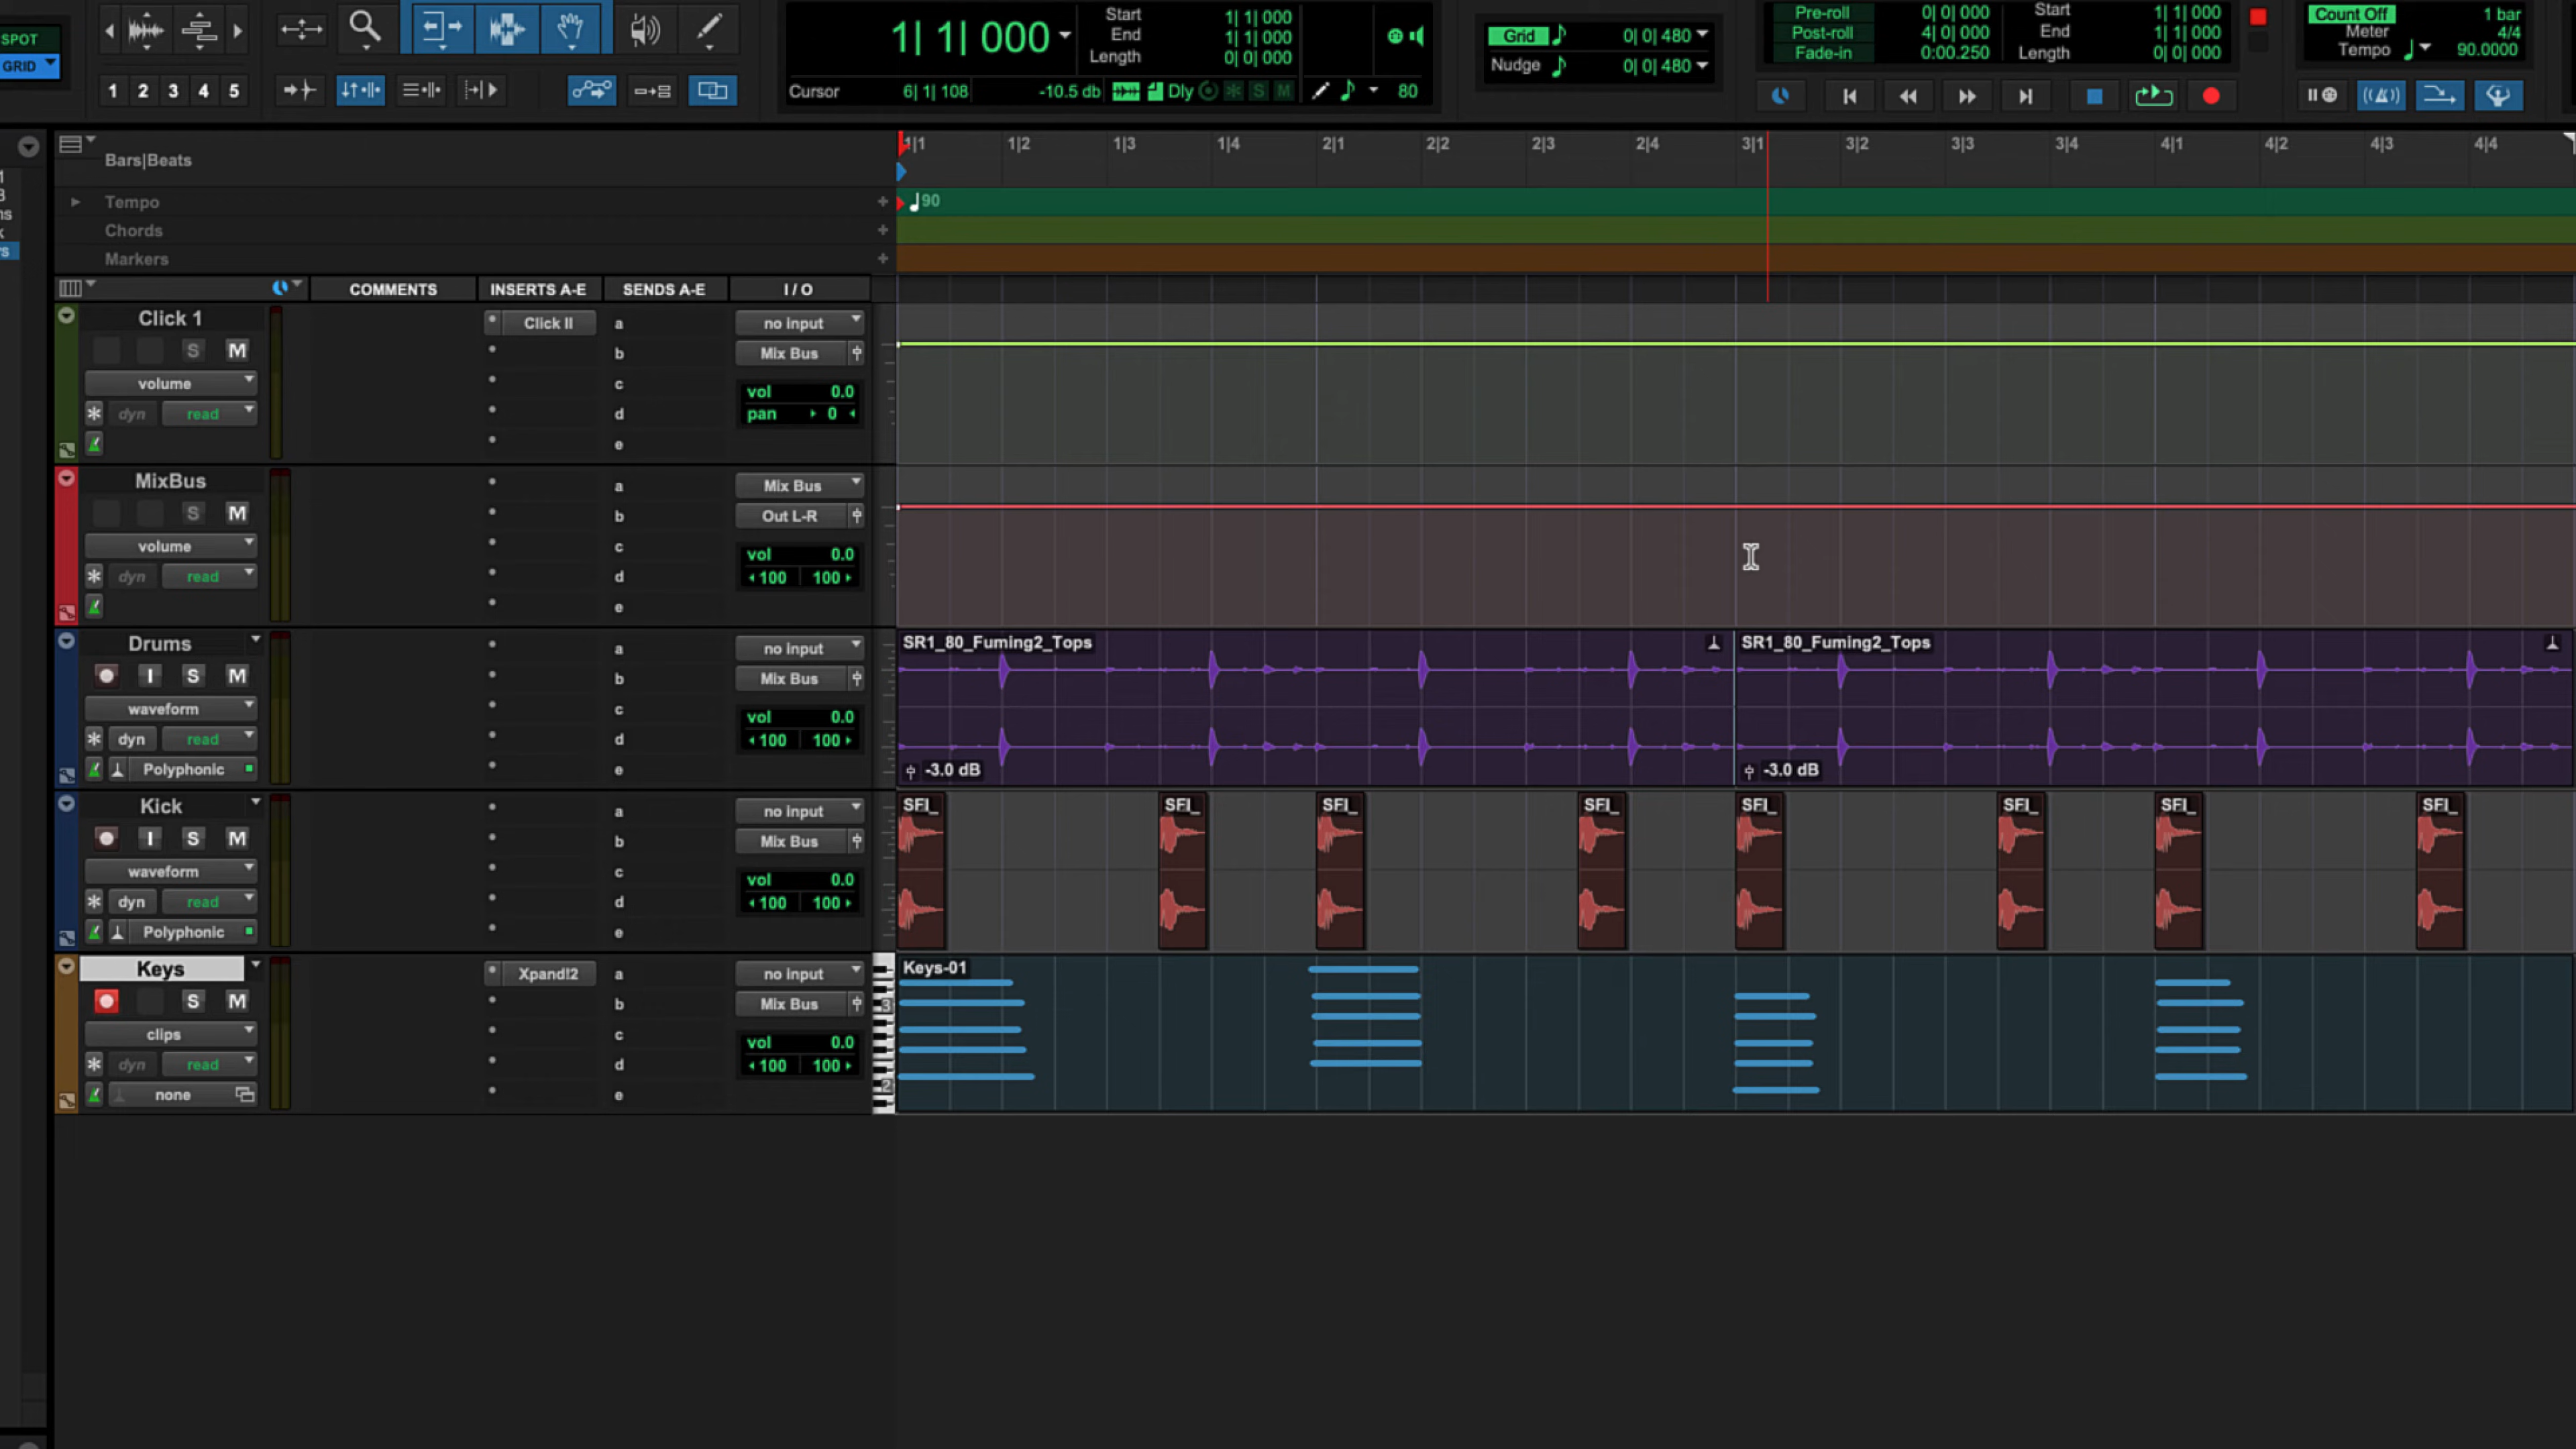 SPOT
GRID
1 2 3 4 5
1| 1| 000
Start 1| 1| 000
End 1| 1| 000
Length 0| 0| 000
Cursor 6| 1| 108 -10.5 db Dly S M 80
Grid 0| 0| 480
Nudge 0| 0| 480
Pre-roll 0| 0| 000
Post-roll 4| 0| 000
Fade-in 0:00.250
Start 1| 1| 000
End 1| 1| 000
Length 0| 0| 000
Count Off 1 bar
Meter 4/4
Tempo 90.0000
Bars|Beats
1|1 1|2 1|3 1|4 2|1 2|2 2|3 2|4 3|1 3|2 3|3 3|4 4|1 4|2 4|3 4|4
Tempo
90
Chords
Markers
COMMENTS INSERTS A-E SENDS A-E I / O
Click 1
S M
volume
dyn read
Click II
a
b
c
d
e
no input
Mix Bus
vol 0.0
pan 0
MixBus
S M
volume
dyn read
a
b
c
d
e
Mix Bus
Out L-R
vol 0.0
100 100
Drums
I S M
waveform
dyn read
Polyphonic
a
b
c
d
e
no input
Mix Bus
vol 0.0
100 100
SR1_80_Fuming2_Tops SR1_80_Fuming2_Tops
-3.0 dB -3.0 dB
Kick
I S M
waveform
dyn read
Polyphonic
a
b
c
d
e
no input
Mix Bus
vol 0.0
100 100
SFI_ SFI_ SFI_ SFI_ SFI_ SFI_ SFI_ SFI_
Keys
S M
clips
dyn read
none
Xpand!2
a
b
c
d
e
no input
Mix Bus
vol 0.0
100 100
3
2
Keys-01